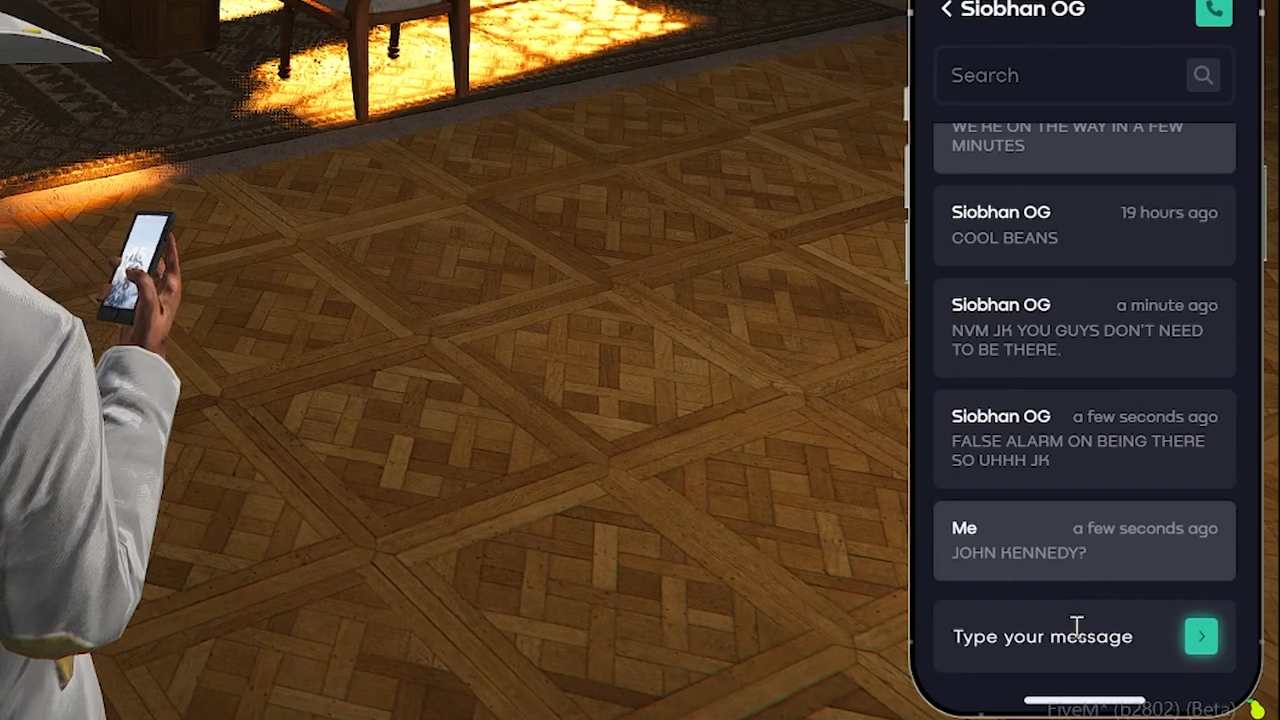 Siobhan OG
Search
WE'RE ON THE WAY IN A FEW
MINUTES
Siobhan OG 19 hours ago
COOL BEANS
Siobhan OG a minute ago
NVM JK YOU GUYS DON'T NEED
TO BE THERE.
Siobhan OG a few seconds ago
FALSE ALARM ON BEING THERE
SO UHHH JK
Me a few seconds ago
JOHN KENNEDY?
Type your message
FiveM* (b2802) (Beta)